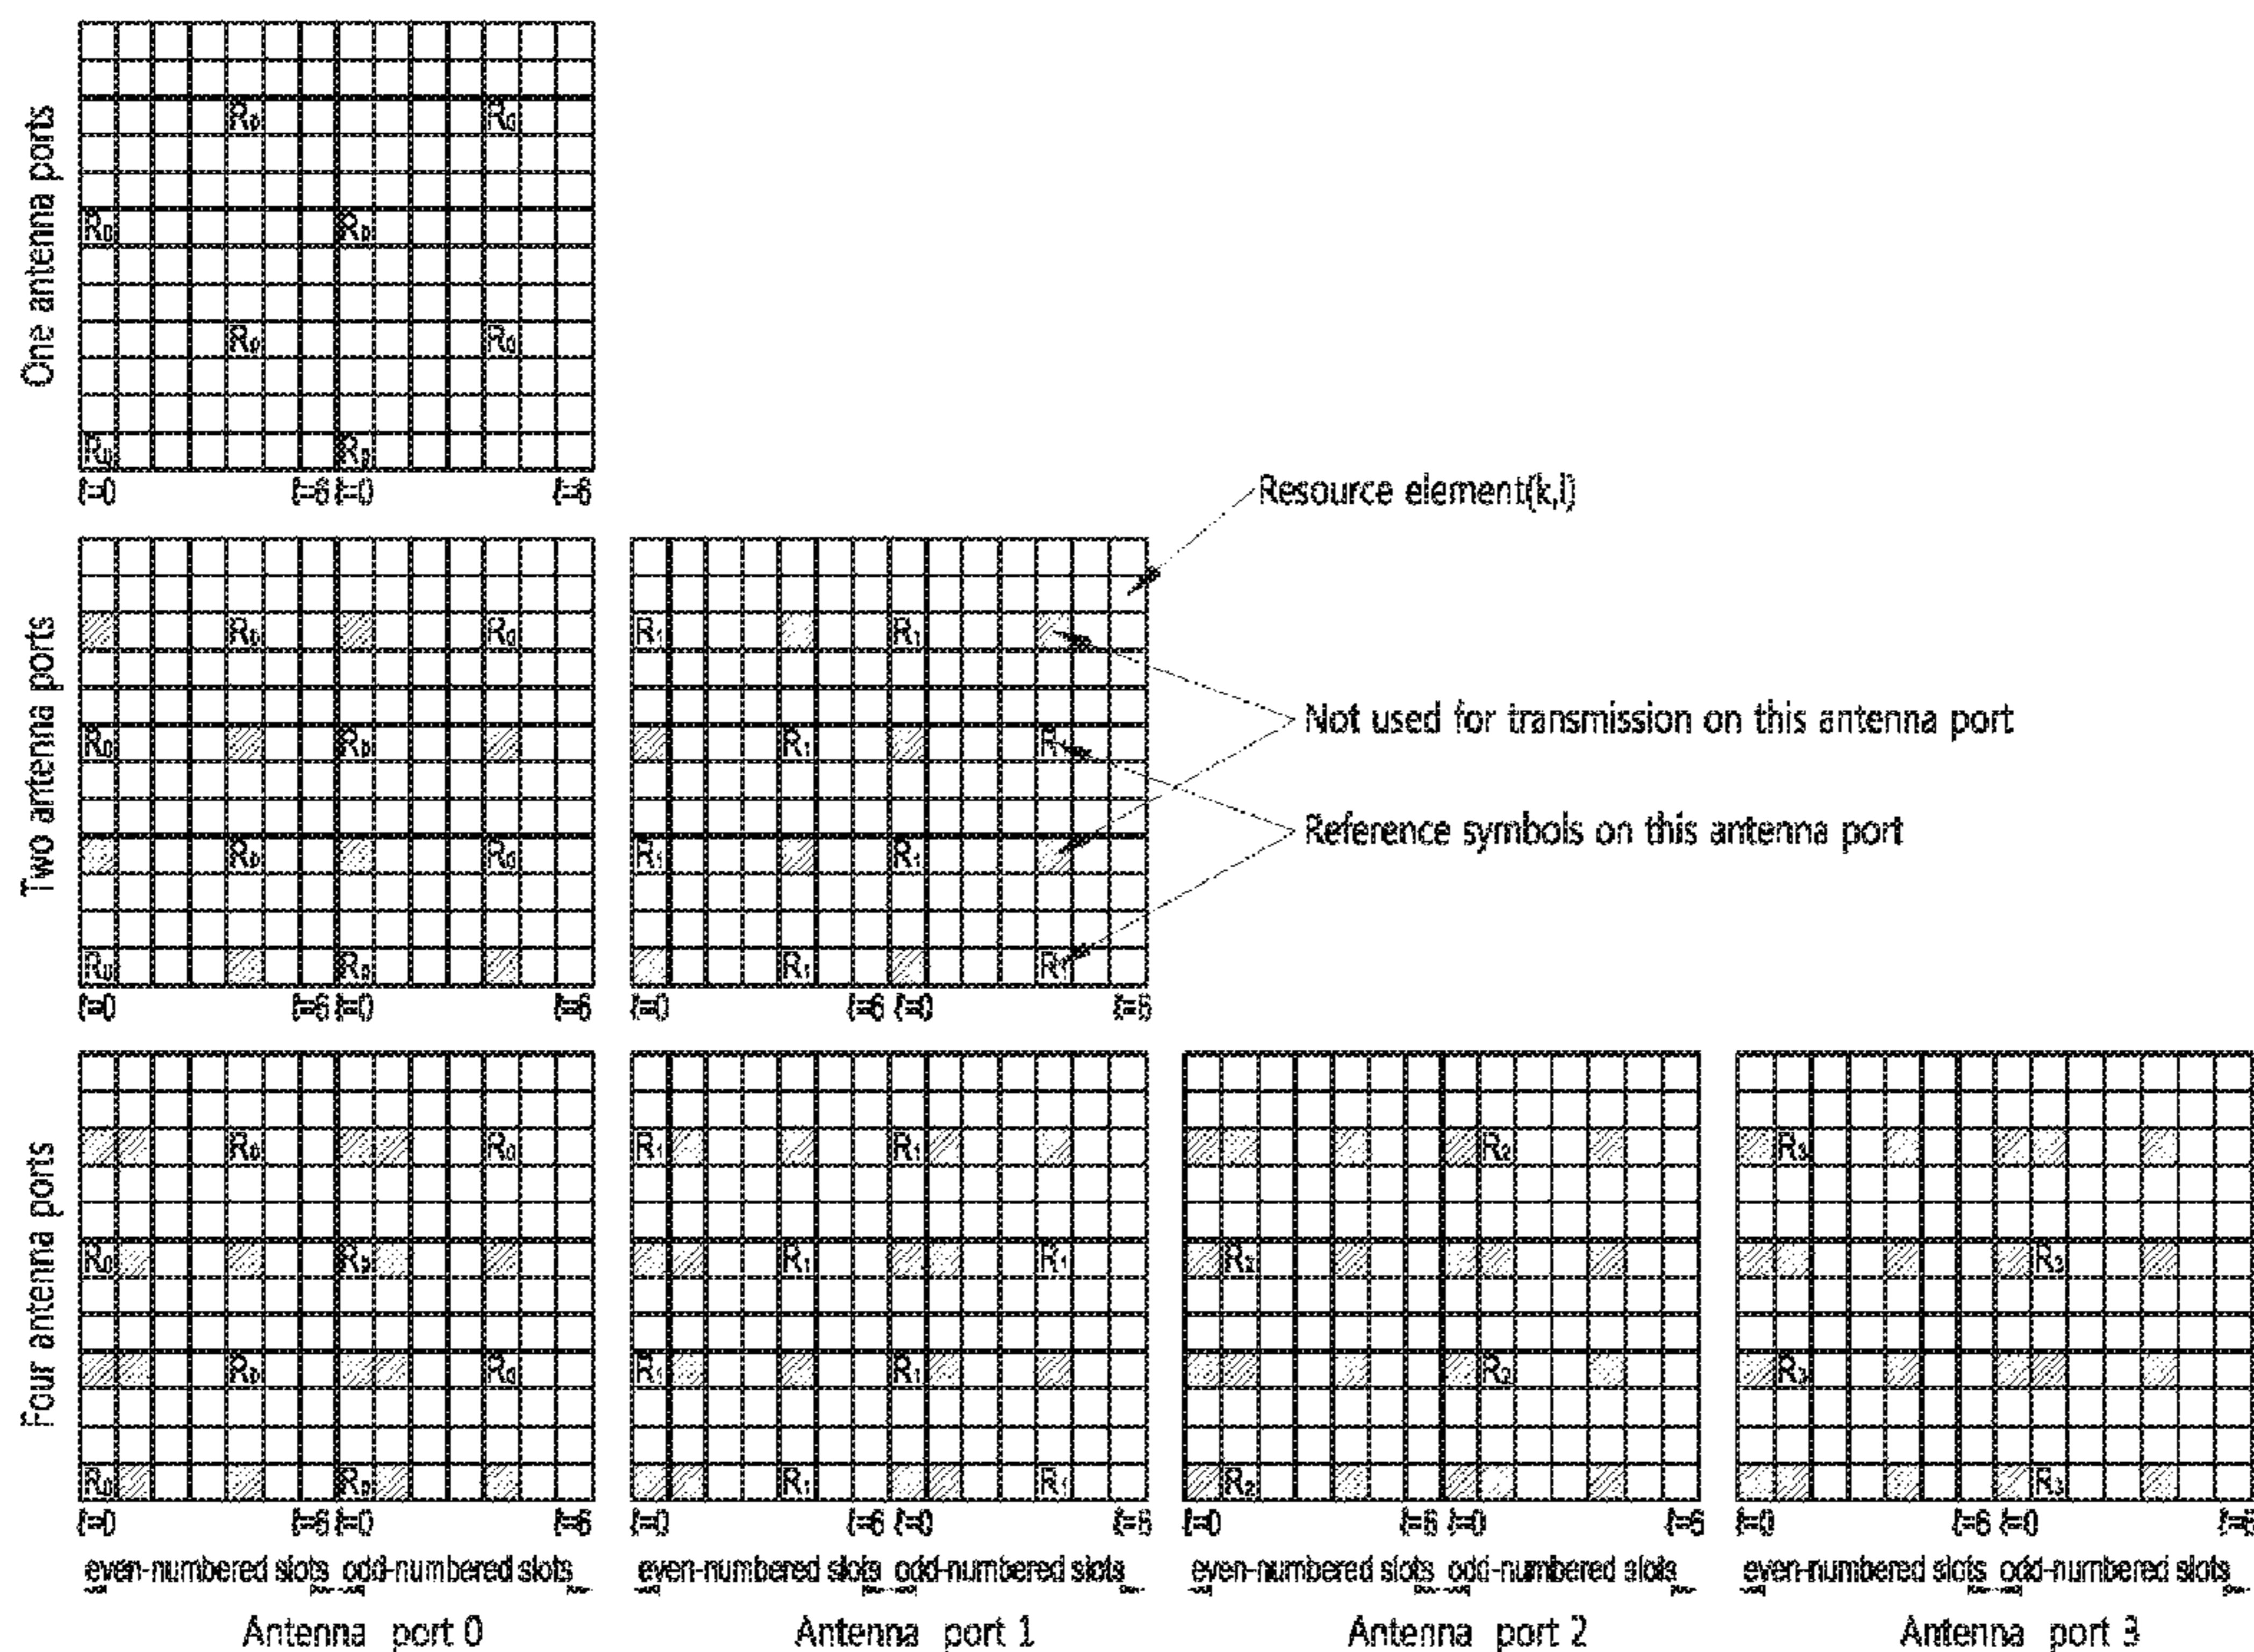 One antenna ports
R₀ R₀
R₀ R₀
R₀ R₀
R₀ R₀
ℓ=0 ℓ=6 ℓ=0 ℓ=6
Resource element(k,l)
Two antenna ports
R₀ R₀ R₁ R₁
R₀ R₀ R₁ R₁
R₀ R₀ R₁ R₁
R₀ R₀ R₁ R₁
Not used for transmission on this antenna port
Reference symbols on this antenna port
ℓ=0 ℓ=6 ℓ=0 ℓ=6 ℓ=0 ℓ=6 ℓ=0 ℓ=6
Four antenna ports
R₀ R₀ R₁ R₁ R₂ R₃
R₀ R₀ R₁ R₁ R₂ R₃
R₀ R₀ R₁ R₁ R₂ R₃
R₀ R₀ R₁ R₁ R₂ R₃
ℓ=0 ℓ=6 ℓ=0 ℓ=6 ℓ=0 ℓ=6 ℓ=0 ℓ=6 ℓ=0 ℓ=6 ℓ=0 ℓ=6 ℓ=0 ℓ=6 ℓ=0 ℓ=6
even-numbered slots odd-numbered slots even-numbered slots odd-numbered slots even-numbered slots odd-numbered slots even-numbered slots odd-numbered slots
Antenna port 0 Antenna port 1 Antenna port 2 Antenna port 3